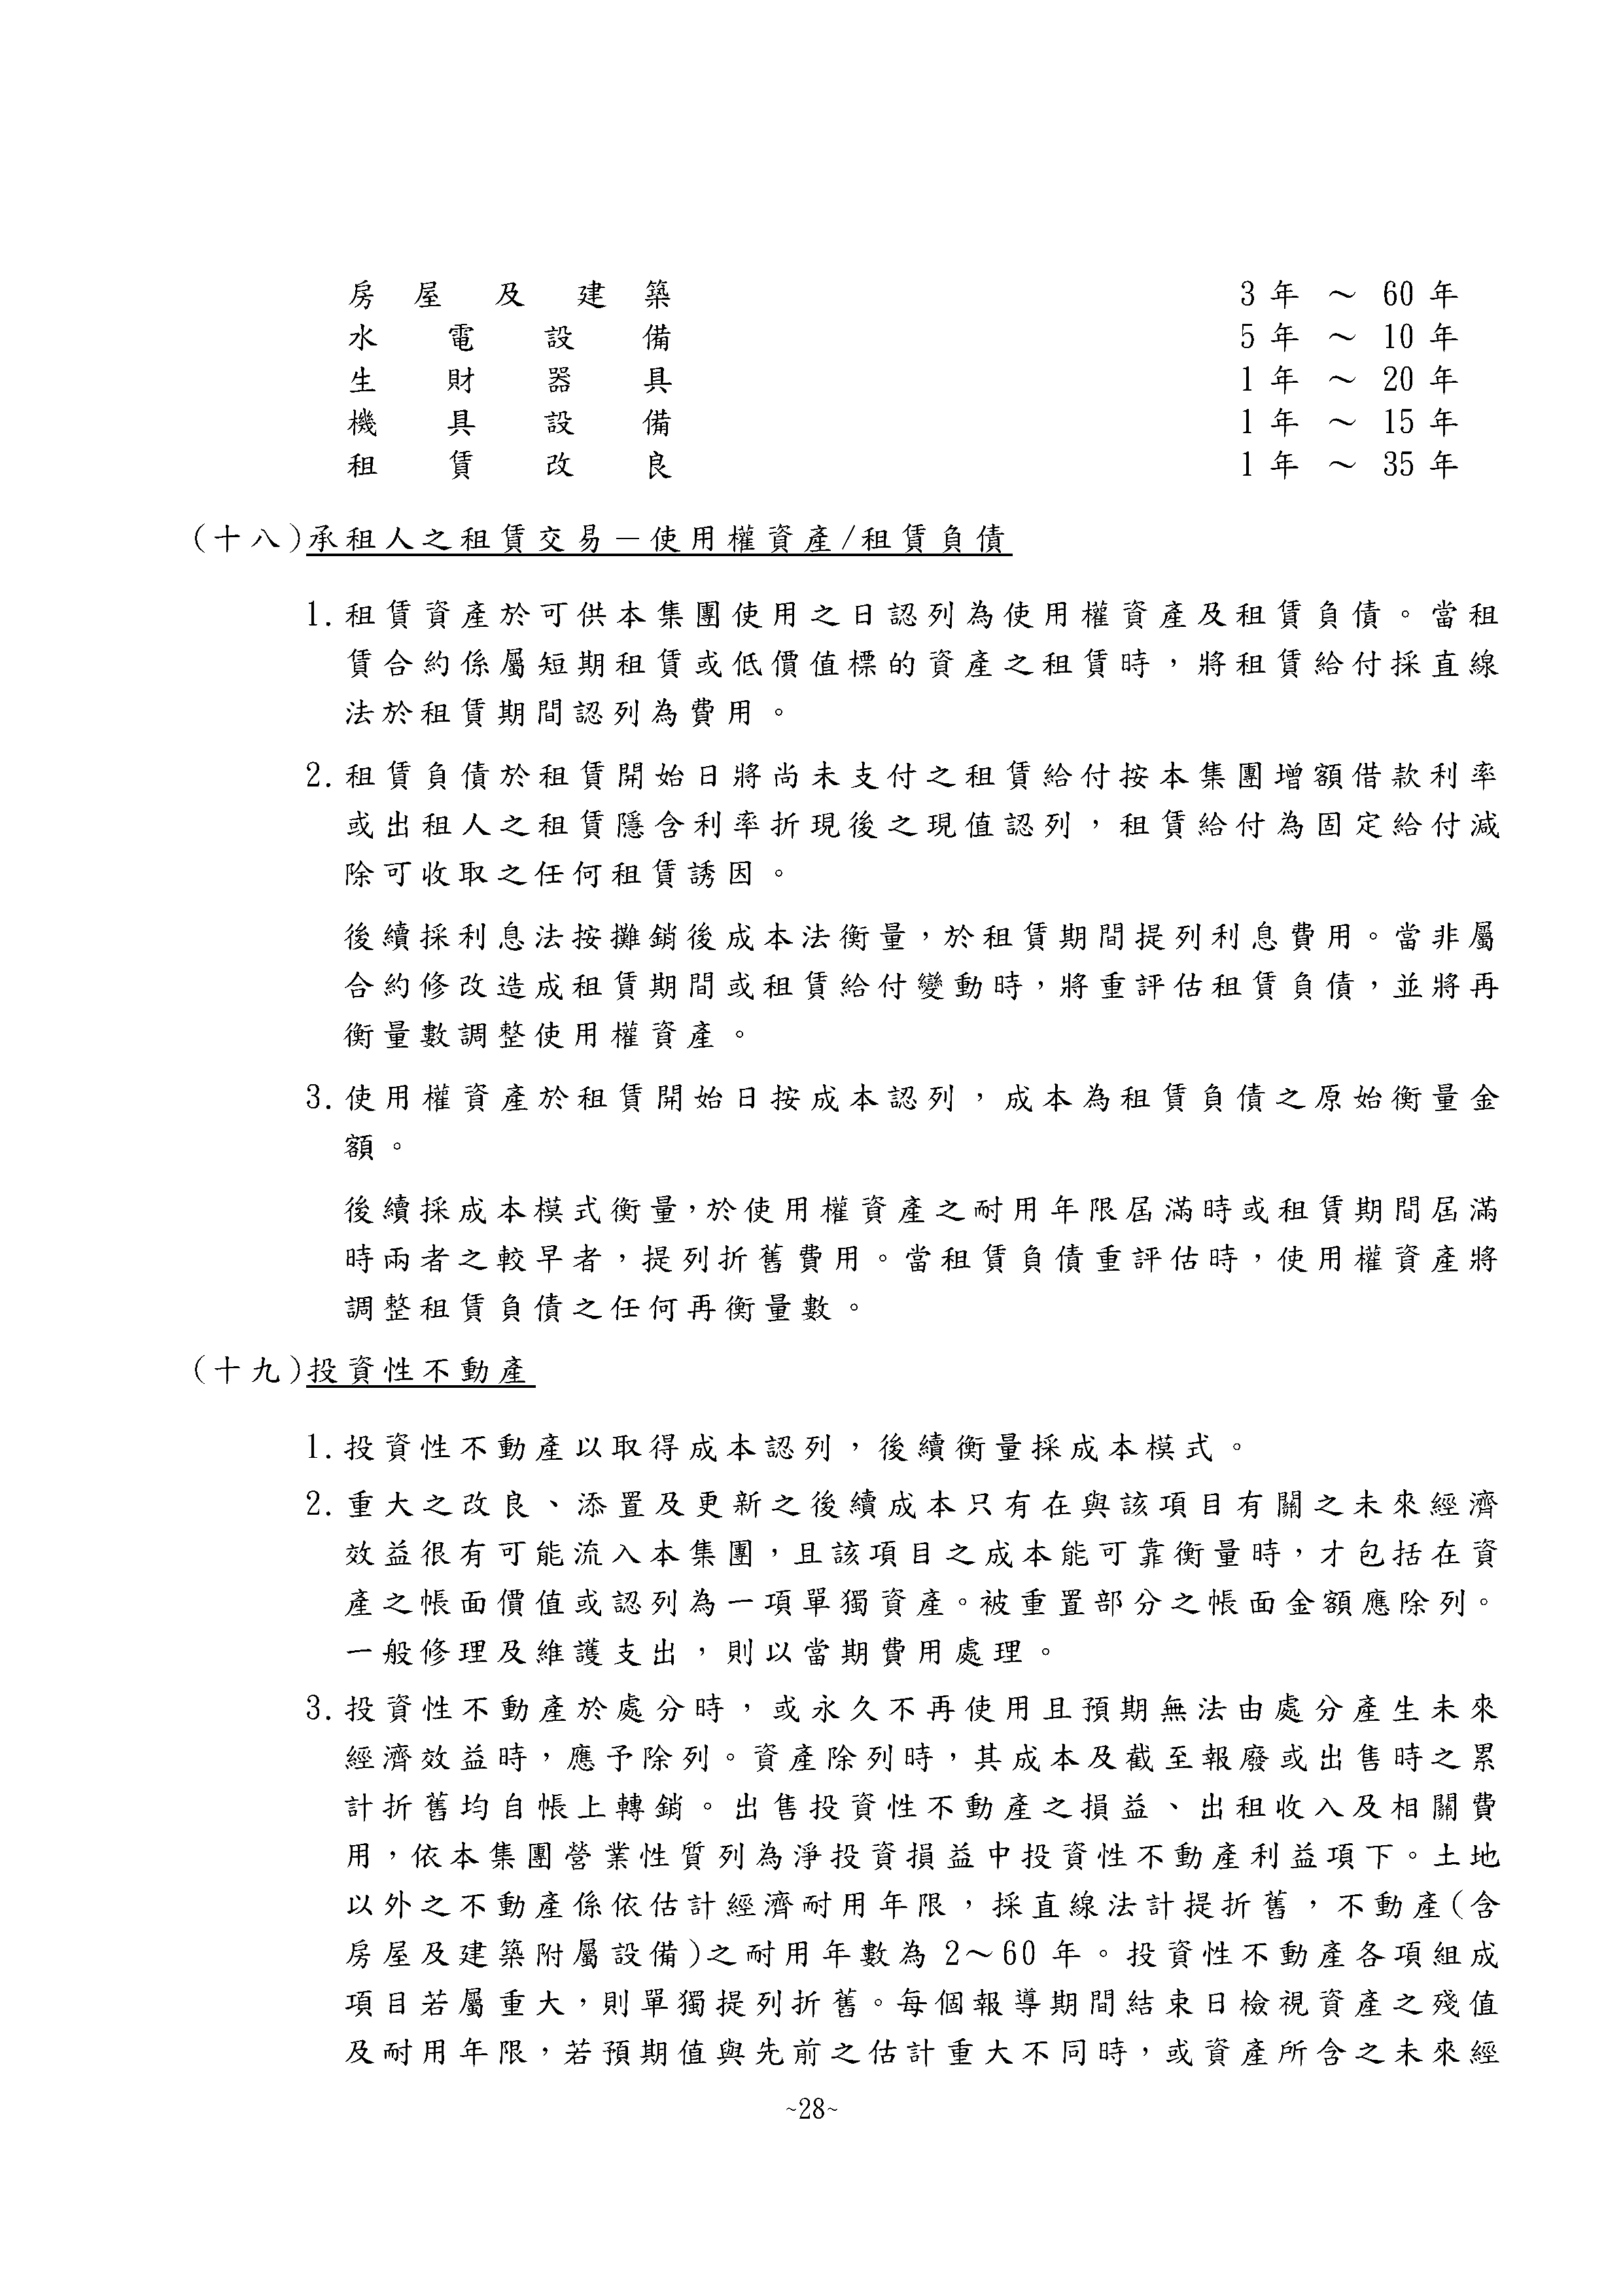 房屋及建築 3年～60年
水電設備 5年～10年
生財器具 1年～20年
機具設備 1年～15年
租賃改良 1年～35年
(十八)承租人之租賃交易－使用權資產/租賃負債
1.租賃資產於可供本集團使用之日認列為使用權資產及租賃負債。當租
賃合約係屬短期租賃或低價值標的資產之租賃時，將租賃給付採直線
法於租賃期間認列為費用。
2.租賃負債於租賃開始日將尚未支付之租賃給付按本集團增額借款利率
或出租人之租賃隱含利率折現後之現值認列，租賃給付為固定給付減
除可收取之任何租賃誘因。
後續採利息法按攤銷後成本法衡量，於租賃期間提列利息費用。當非屬
合約修改造成租賃期間或租賃給付變動時，將重評估租賃負債，並將再
衡量數調整使用權資產。
3.使用權資產於租賃開始日按成本認列，成本為租賃負債之原始衡量金
額。
後續採成本模式衡量，於使用權資產之耐用年限屆滿時或租賃期間屆滿
時兩者之較早者，提列折舊費用。當租賃負債重評估時，使用權資產將
調整租賃負債之任何再衡量數。
(十九)投資性不動產
1.投資性不動產以取得成本認列，後續衡量採成本模式。
2.重大之改良、添置及更新之後續成本只有在與該項目有關之未來經濟
效益很有可能流入本集團，且該項目之成本能可靠衡量時，才包括在資
產之帳面價值或認列為一項單獨資產。被重置部分之帳面金額應除列。
一般修理及維護支出，則以當期費用處理。
3.投資性不動產於處分時，或永久不再使用且預期無法由處分產生未來
經濟效益時，應予除列。資產除列時，其成本及截至報廢或出售時之累
計折舊均自帳上轉銷。出售投資性不動產之損益、出租收入及相關費
用，依本集團營業性質列為淨投資損益中投資性不動產利益項下。土地
以外之不動產係依估計經濟耐用年限，採直線法計提折舊，不動產(含
房屋及建築附屬設備)之耐用年數為 2～60 年。投資性不動產各項組成
項目若屬重大，則單獨提列折舊。每個報導期間結束日檢視資產之殘值
及耐用年限，若預期值與先前之估計重大不同時，或資產所含之未來經
~28~